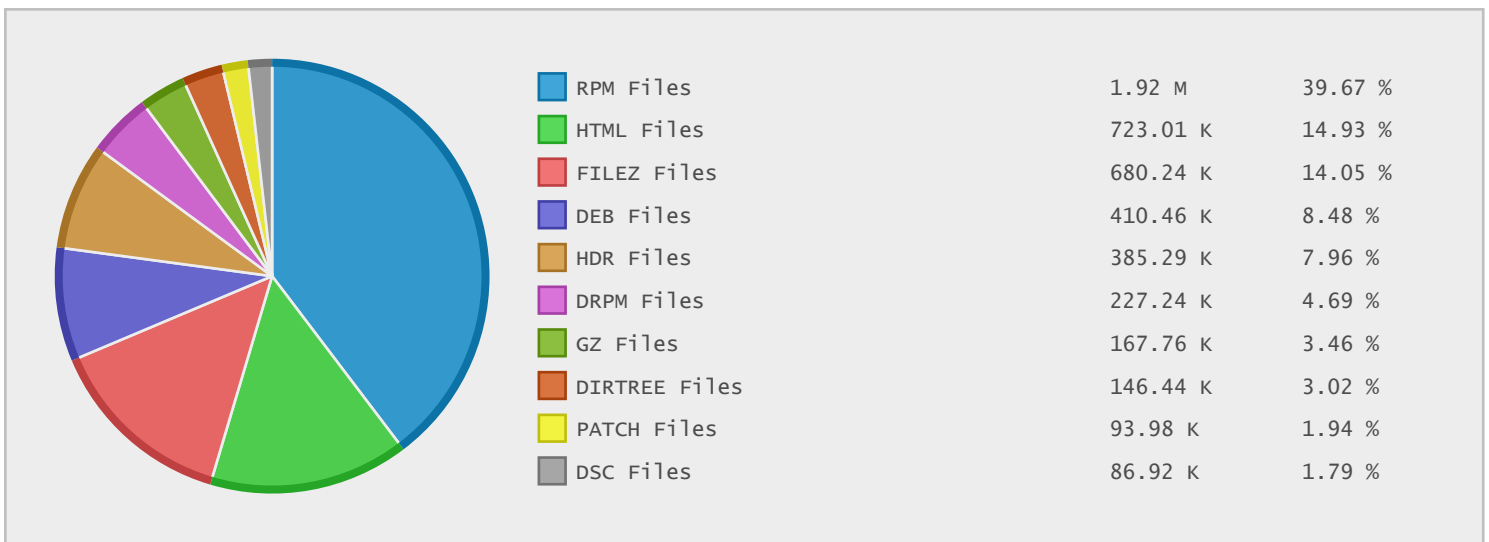 RPM Files 1.92 M 39.67 %
HTML Files 723.01 K 14.93 %
FILEZ Files 680.24 K 14.05 %
DEB Files 410.46 K 8.48 %
HDR Files 385.29 K 7.96 %
DRPM Files 227.24 K 4.69 %
GZ Files 167.76 K 3.46 %
DIRTREE Files 146.44 K 3.02 %
PATCH Files 93.98 K 1.94 %
DSC Files 86.92 K 1.79 %